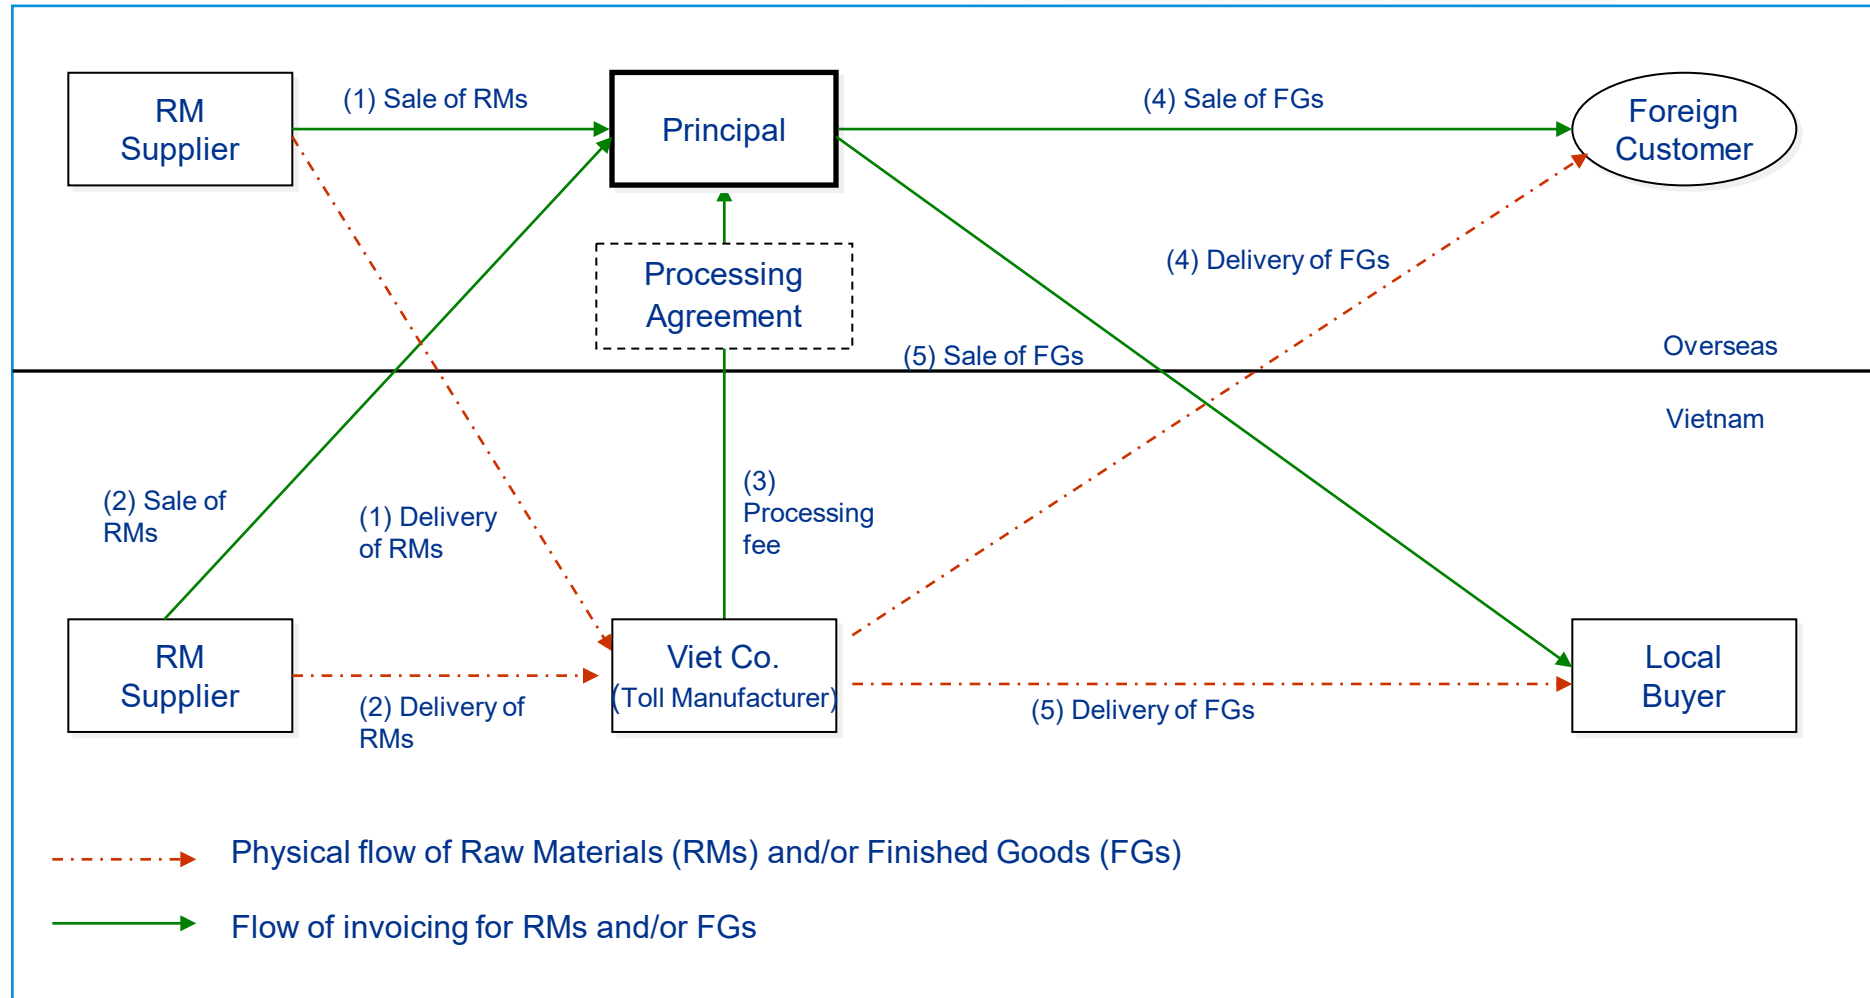 RM
Supplier
(1) Sale of RMs
Principal
(4) Sale of FGs
Foreign
Customer
Processing
Agreement
(4) Delivery of FGs
(5) Sale of FGs
Overseas
Vietnam
(2) Sale of
RMs
(1) Delivery
of RMs
(3)
Processing
fee
RM
Supplier
(2) Delivery of
RMs
Viet Co.
(Toll Manufacturer)
(5) Delivery of FGs
Local
Buyer
Physical flow of Raw Materials (RMs) and/or Finished Goods (FGs)
Flow of invoicing for RMs and/or FGs